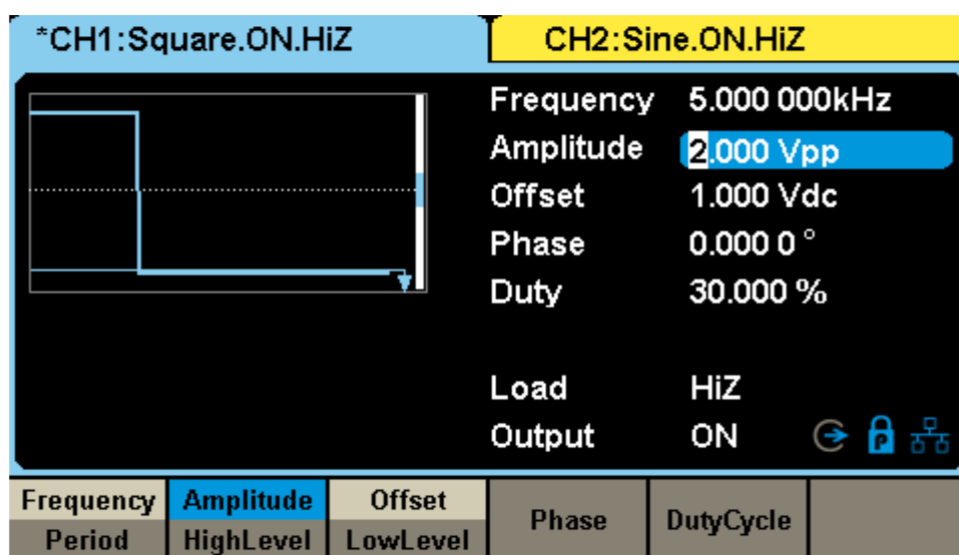 *CH1:Square.ON.HiZ CH2:Sine.ON.HiZ
Frequency 5.000 000kHz
Amplitude 2.000 Vpp
Offset 1.000 Vdc
Phase 0.000 0 °
Duty 30.000 %
Load HiZ
Output ON P
Frequency Amplitude Offset Phase DutyCycle
Period HighLevel LowLevel